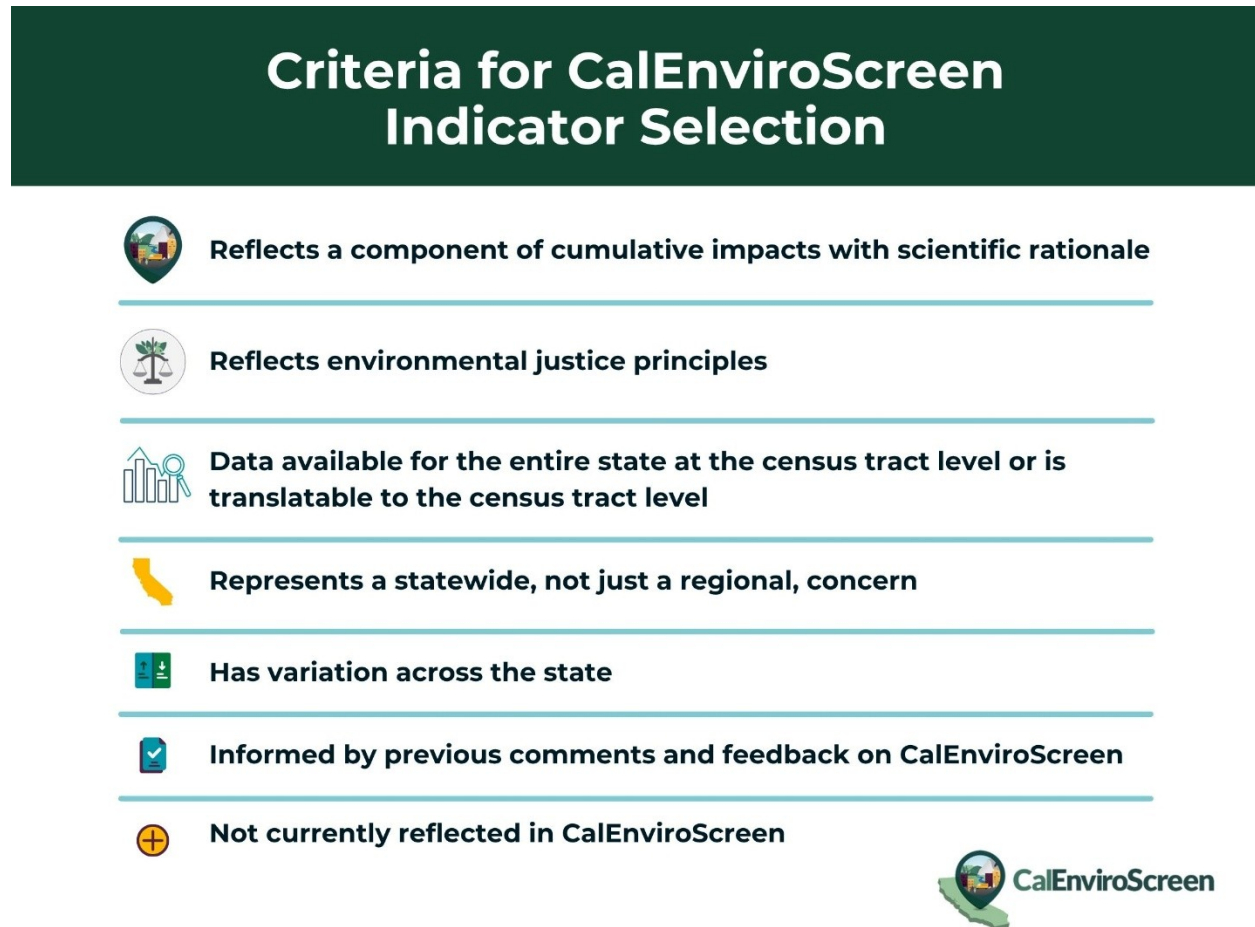 Criteria for CalEnviroScreen
Indicator Selection
Reflects a component of cumulative impacts with scientific rationale
Reflects environmental justice principles
Data available for the entire state at the census tract level or is
translatable to the census tract level
Represents a statewide, not just a regional, concern
Has variation across the state
Informed by previous comments and feedback on CalEnviroScreen
Not currently reflected in CalEnviroScreen
CalEnviroScreen